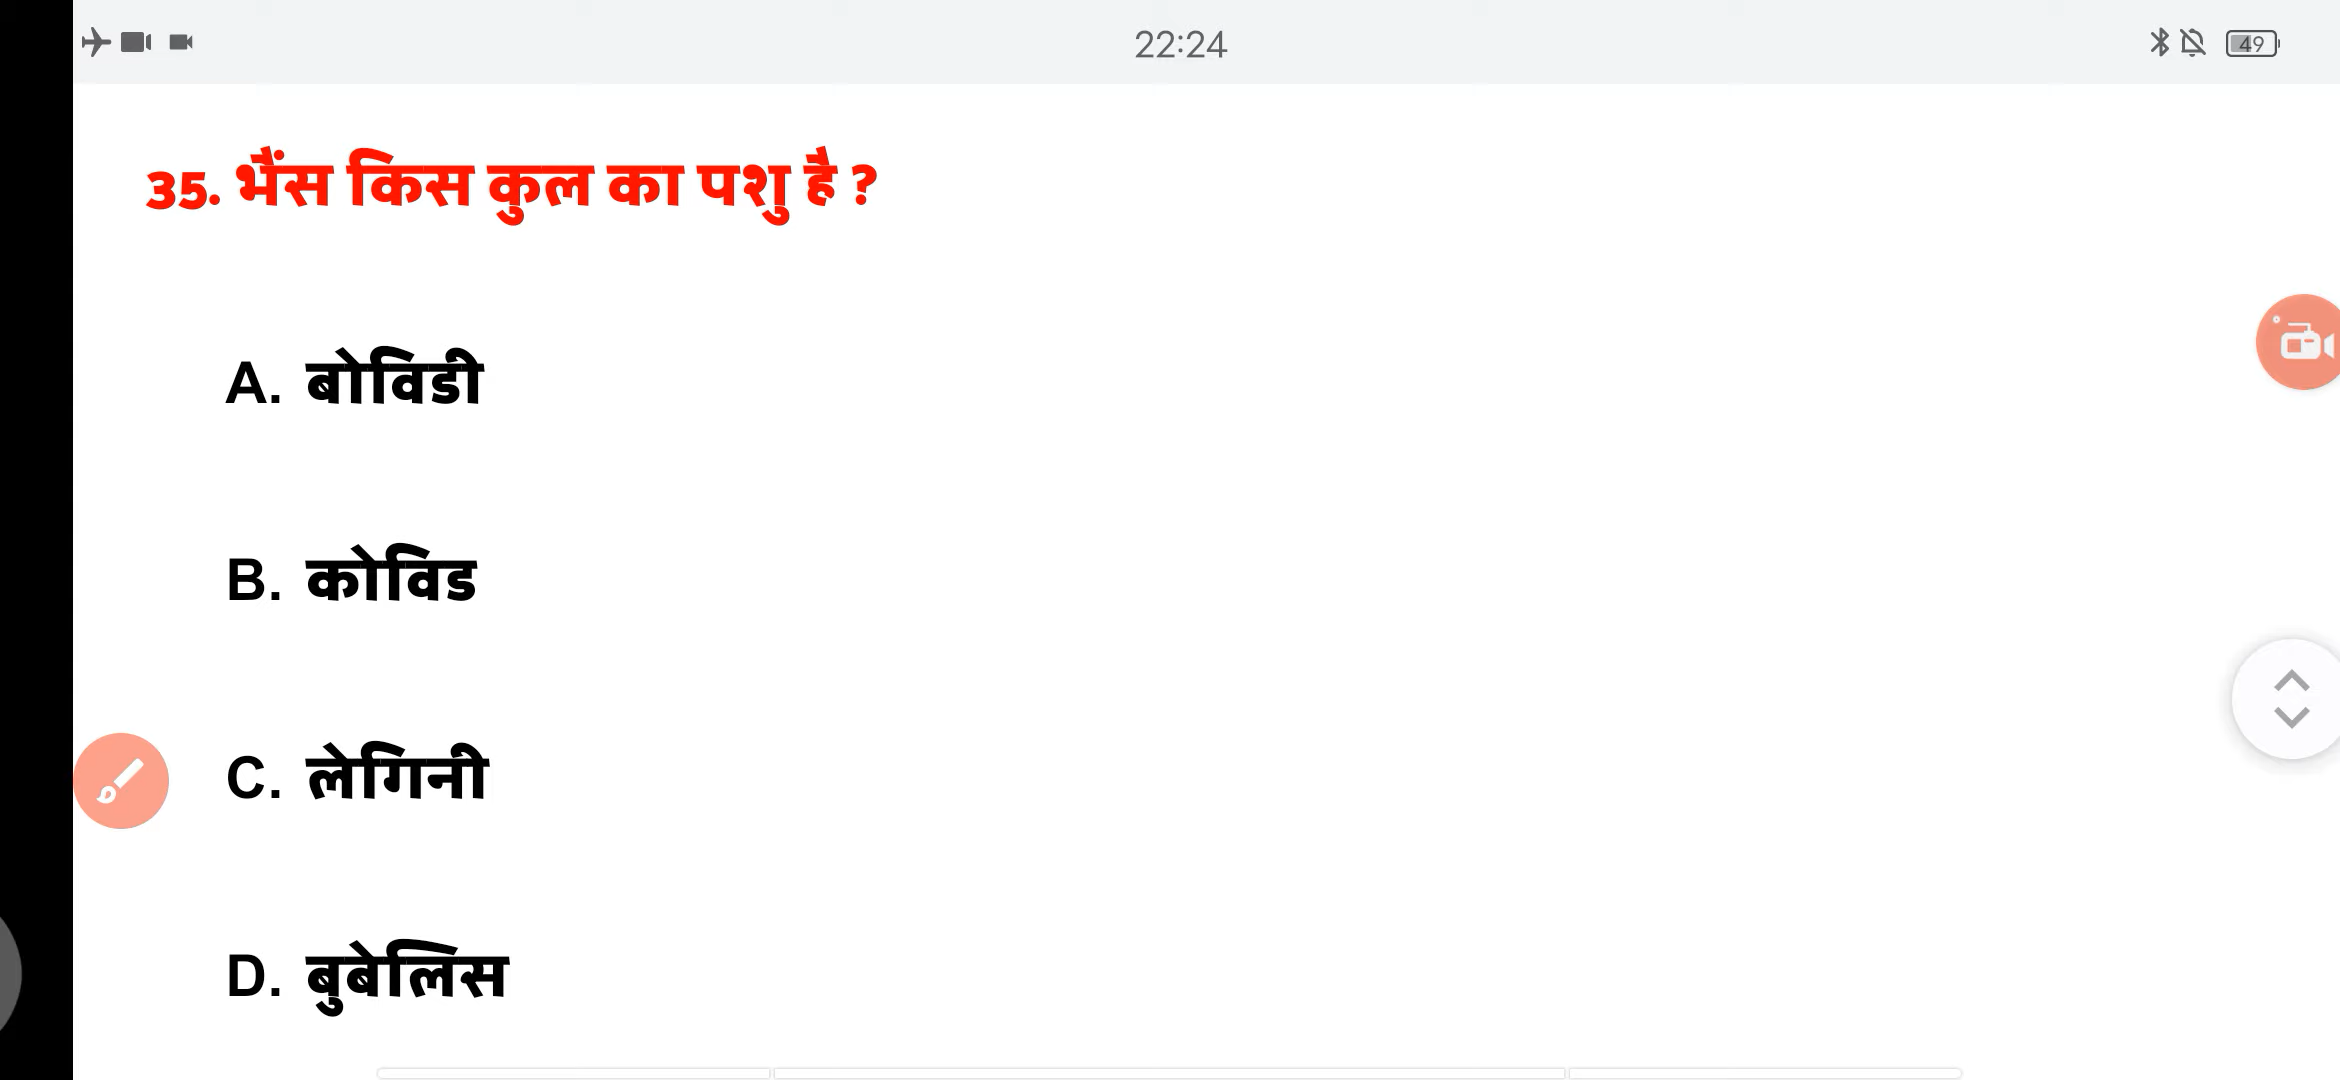 22:24
49
35. भैंस किस कुल का पशु है ?
A. बोविडी
B. कोविड
C. लेगिनी
D. बुबेलिस